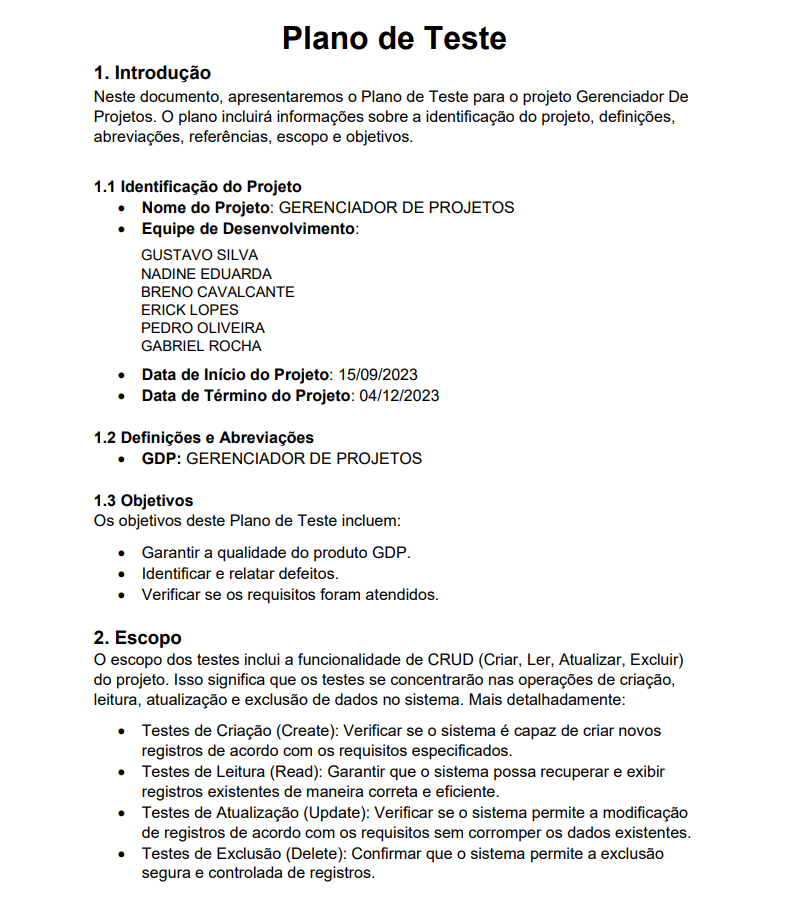 Plano de Teste
1. Introdução
Neste documento, apresentaremos o Plano de Teste para o projeto Gerenciador De
Projetos. O plano incluirá informações sobre a identificação do projeto, definições,
abreviações, referências, escopo e objetivos.
1.1 Identificação do Projeto
• Nome do Projeto: GERENCIADOR DE PROJETOS
• Equipe de Desenvolvimento:
GUSTAVO SILVA
NADINE EDUARDA
BRENO CAVALCANTE
ERICK LOPES
PEDRO OLIVEIRA
GABRIEL ROCHA
• Data de Início do Projeto: 15/09/2023
• Data de Término do Projeto: 04/12/2023
1.2 Definições e Abreviações
• GDP: GERENCIADOR DE PROJETOS
1.3 Objetivos
Os objetivos deste Plano de Teste incluem:
• Garantir a qualidade do produto GDP.
• Identificar e relatar defeitos.
• Verificar se os requisitos foram atendidos.
2. Escopo
O escopo dos testes inclui a funcionalidade de CRUD (Criar, Ler, Atualizar, Excluir)
do projeto. Isso significa que os testes se concentrarão nas operações de criação,
leitura, atualização e exclusão de dados no sistema. Mais detalhadamente:
• Testes de Criação (Create): Verificar se o sistema é capaz de criar novos
registros de acordo com os requisitos especificados.
• Testes de Leitura (Read): Garantir que o sistema possa recuperar e exibir
registros existentes de maneira correta e eficiente.
• Testes de Atualização (Update): Verificar se o sistema permite a modificação
de registros de acordo com os requisitos sem corromper os dados existentes.
• Testes de Exclusão (Delete): Confirmar que o sistema permite a exclusão
segura e controlada de registros.